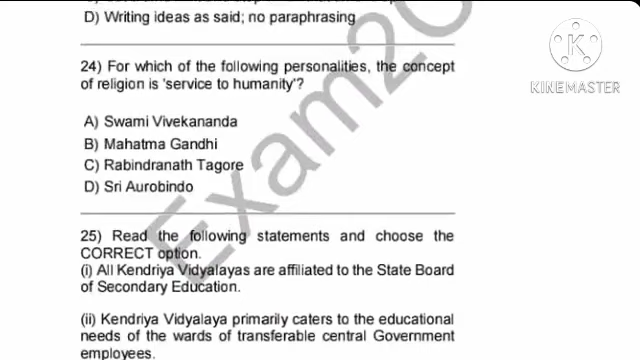 D) Writing ideas as said; no paraphrasing
24) For which of the following personalities, the concept
of religion is 'service to humanity'?
A) Swami Vivekananda
B) Mahatma Gandhi
C) Rabindranath Tagore
D) Sri Aurobindo
25) Read the following statements and choose the
CORRECT option.
(i) All Kendriya Vidyalayas are affiliated to the State Board
of Secondary Education.
(ii) Kendriya Vidyalaya primarily caters to the educational
needs of the wards of transferable central Government
employees.
Exam20
K
KINEMASTER